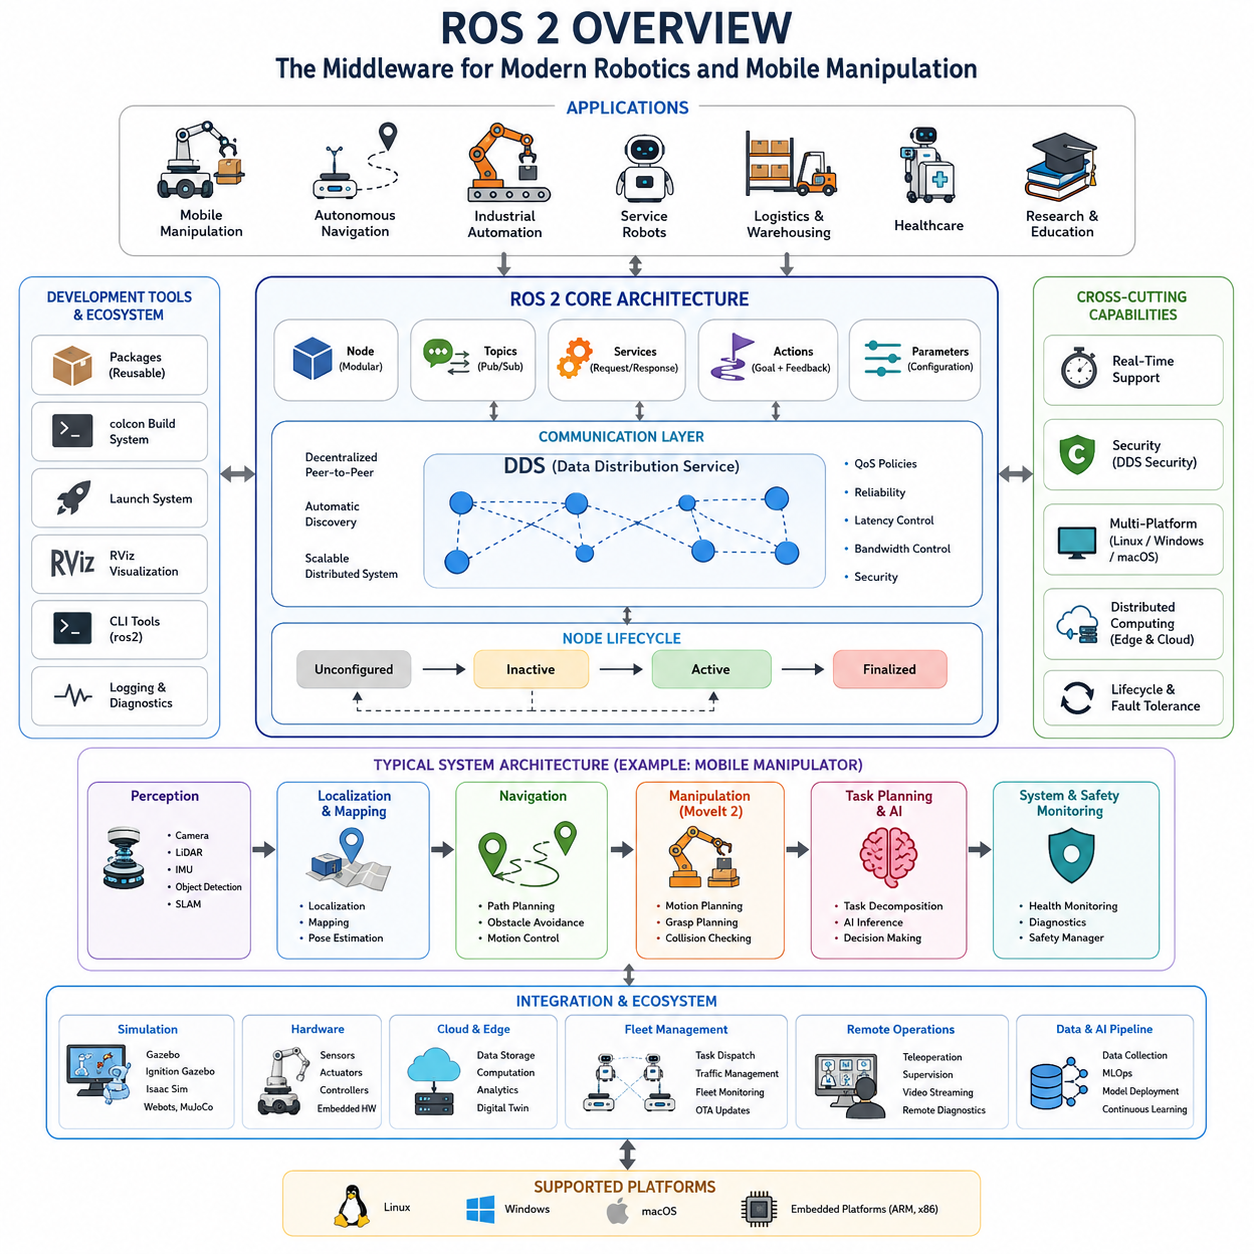 ROS 2 OVERVIEW
The Middleware for Modern Robotics and Mobile Manipulation
APPLICATIONS
Mobile
Manipulation
Autonomous
Navigation
Industrial
Automation
Service
Robots
Logistics &
Warehousing
Healthcare
Research &
Education
DEVELOPMENT TOOLS
& ECOSYSTEM
Packages
(Reusable)
colcon Build
System
Launch System
RViz
RViz
Visualization
CLI Tools
(ros2)
Logging &
Diagnostics
ROS 2 CORE ARCHITECTURE
Node
(Modular)
Topics
(Pub/Sub)
Services
(Request/Response)
Actions
(Goal + Feedback)
Parameters
(Configuration)
COMMUNICATION LAYER
Decentralized
Peer-to-Peer
Automatic
Discovery
Scalable
Distributed System
DDS (Data Distribution Service)
• QoS Policies
• Reliability
• Latency Control
• Bandwidth Control
• Security
NODE LIFECYCLE
Unconfigured
Inactive
Active
Finalized
CROSS-CUTTING
CAPABILITIES
Real-Time
Support
C
Security
(DDS Security)
Multi-Platform
(Linux / Windows
/ macOS)
Distributed
Computing
(Edge & Cloud)
Lifecycle &
Fault Tolerance
TYPICAL SYSTEM ARCHITECTURE (EXAMPLE: MOBILE MANIPULATOR)
Perception
• Camera
• LiDAR
• IMU
• Object Detection
• SLAM
Localization
& Mapping
• Localization
• Mapping
• Pose Estimation
Navigation
• Path Planning
• Obstacle Avoidance
• Motion Control
Manipulation
(MoveIt 2)
• Motion Planning
• Grasp Planning
• Collision Checking
Task Planning
& AI
• Task Decomposition
• AI Inference
• Decision Making
System & Safety
Monitoring
• Health Monitoring
• Diagnostics
• Safety Manager
INTEGRATION & ECOSYSTEM
Simulation
Gazebo
Ignition Gazebo
Isaac Sim
Webots, MuJoCo
Hardware
Sensors
Actuators
Controllers
Embedded HW
Cloud & Edge
Data Storage
Computation
Analytics
Digital Twin
Fleet Management
Task Dispatch
Traffic Management
Fleet Monitoring
OTA Updates
Remote Operations
Teleoperation
Supervision
Video Streaming
Remote Diagnostics
Data & AI Pipeline
Data Collection
MLOps
Model Deployment
Continuous Learning
SUPPORTED PLATFORMS
Linux
Windows
macOS
Embedded Platforms (ARM, x86)